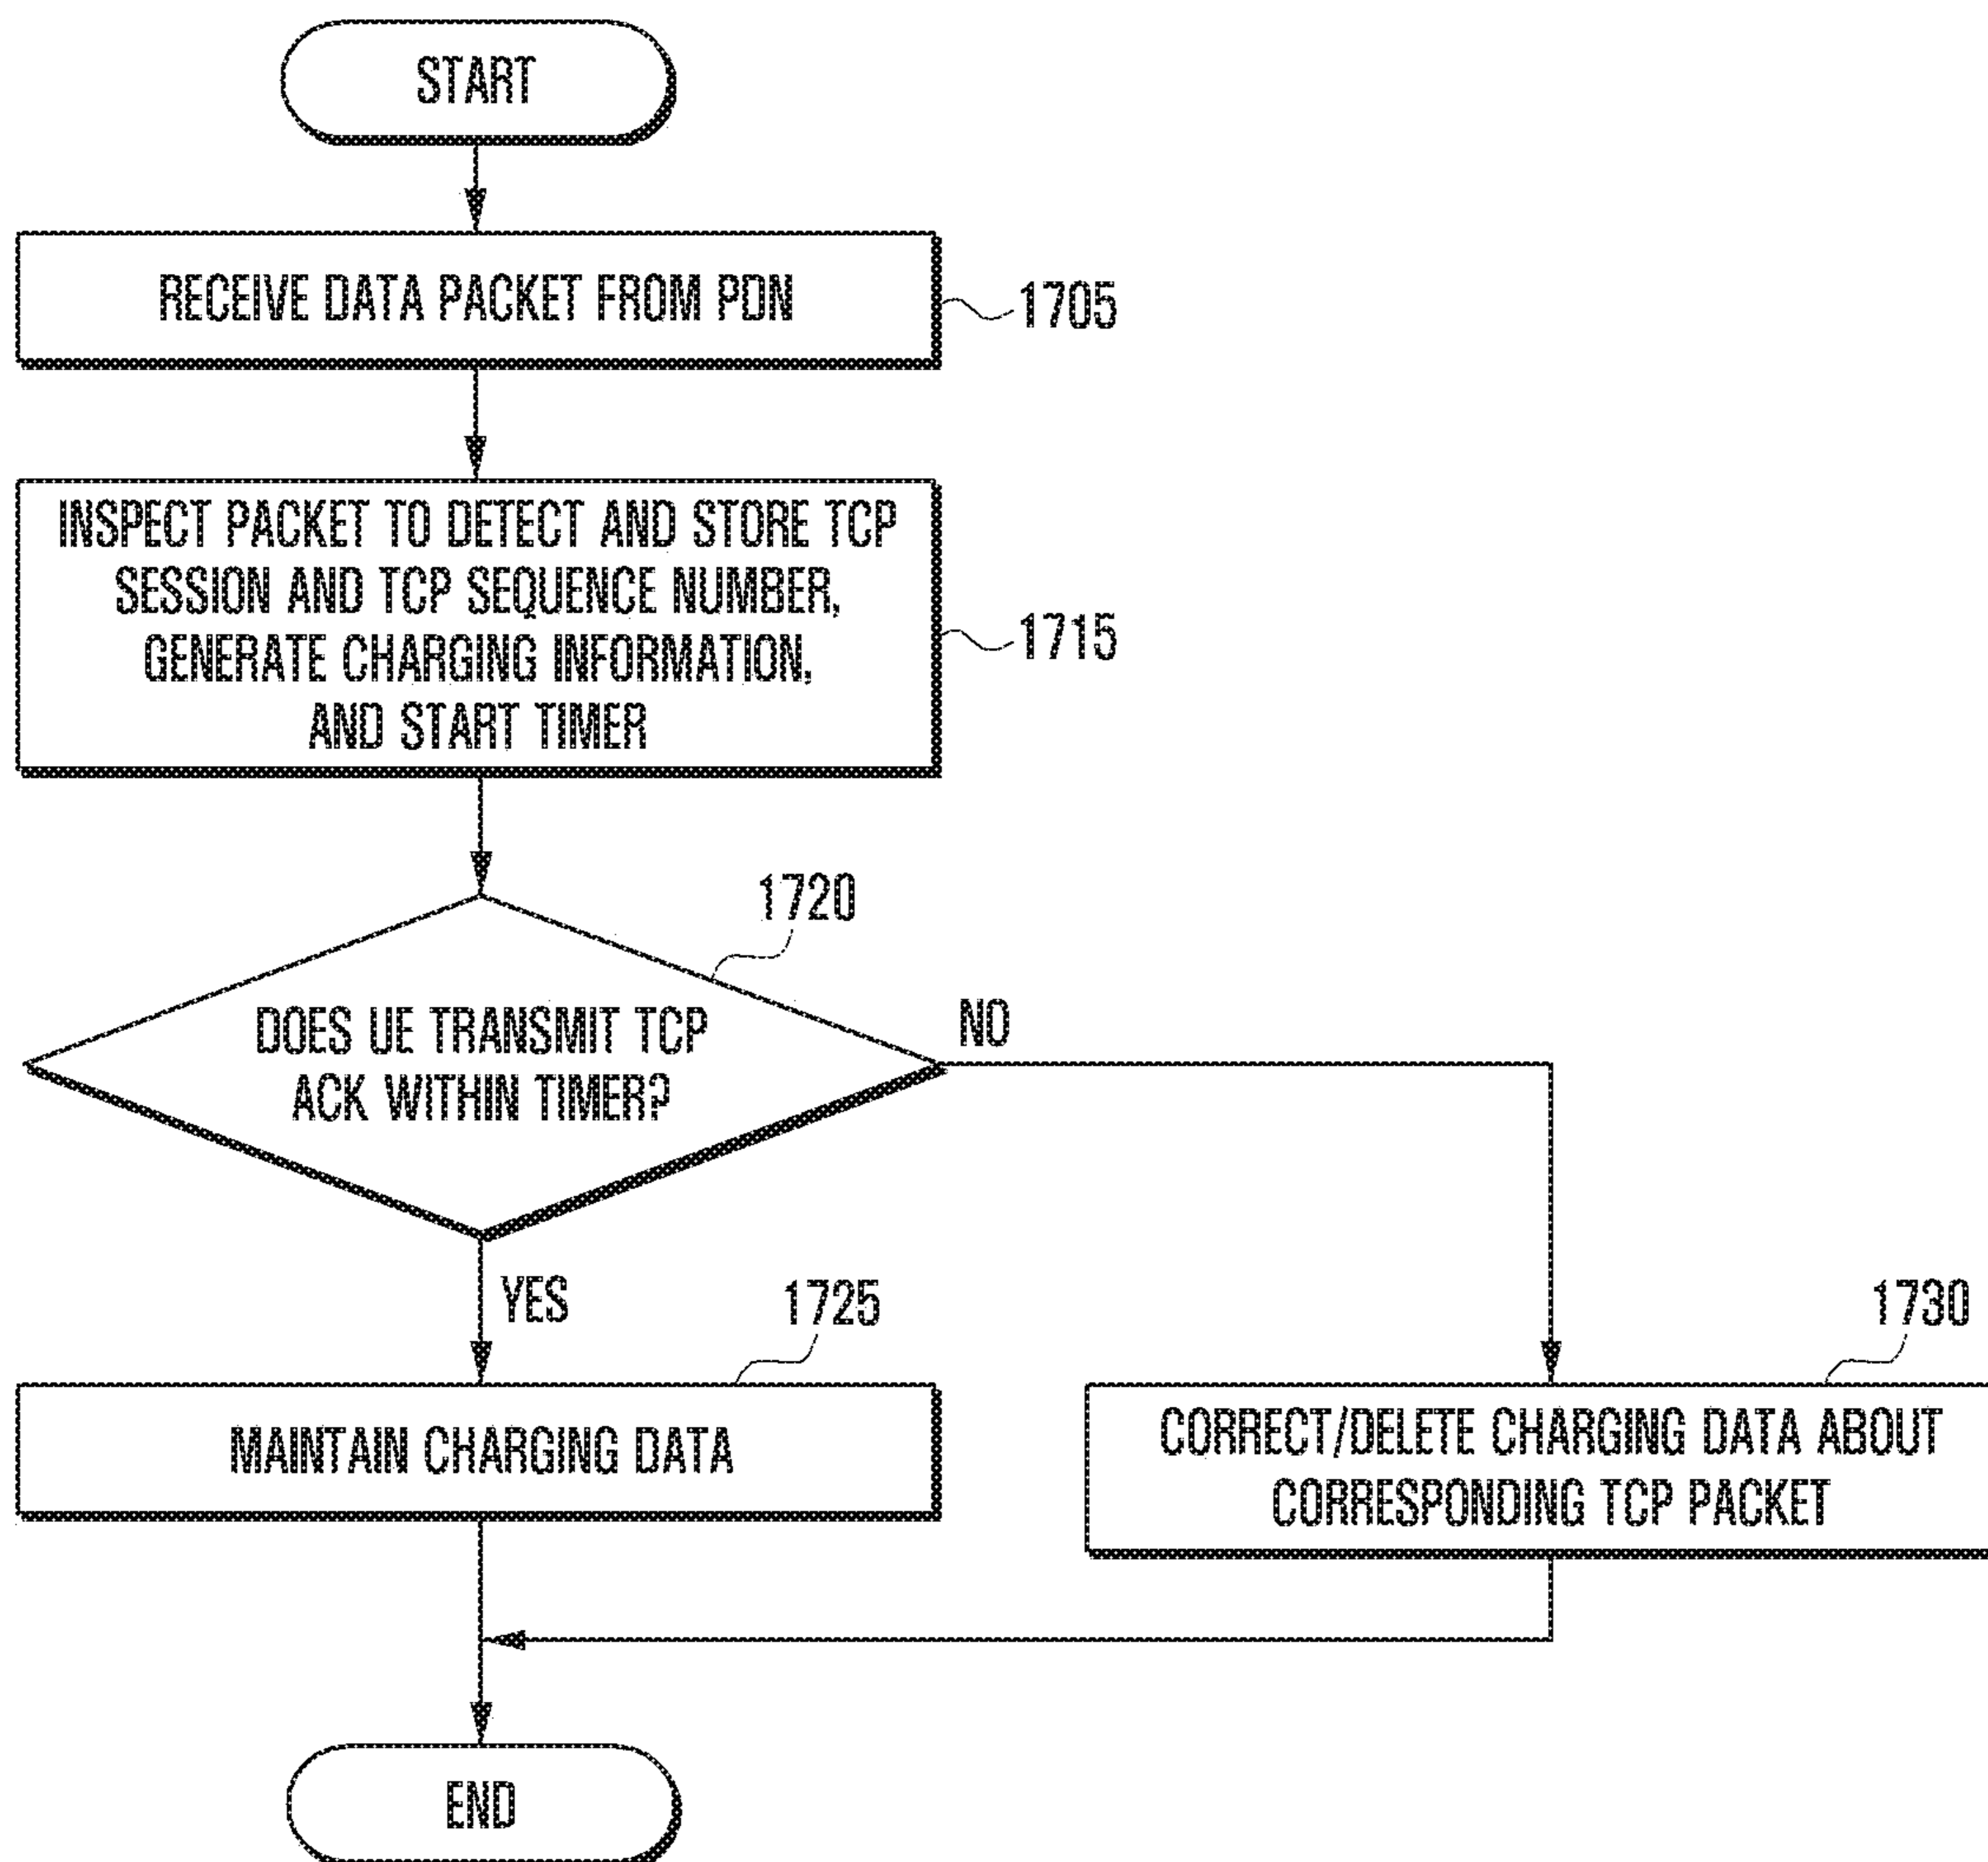 START
RECEIVE DATA PACKET FROM PDN
1705
INSPECT PACKET TO DETECT AND STORE TCP
SESSION AND TCP SEQUENCE NUMBER,
GENERATE CHARGING INFORMATION,
AND START TIMER
1715
1720
DOES UE TRANSMIT TCP
ACK WITHIN TIMER?
NO
YES
1725
MAINTAIN CHARGING DATA
1730
CORRECT/DELETE CHARGING DATA ABOUT
CORRESPONDING TCP PACKET
END